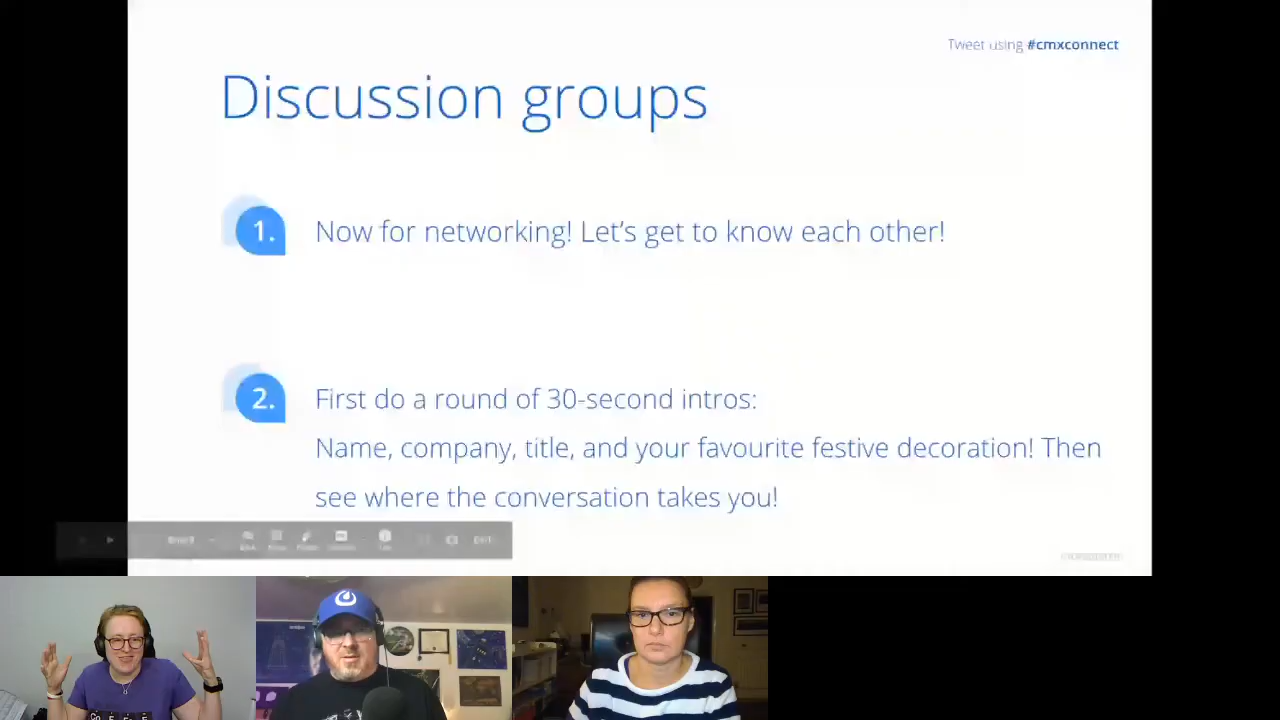 Tweet using #cmxconnect
Discussion groups
1. Now for networking! Let's get to know each other!
2. First do a round of 30-second intros:
Name, company, title, and your favourite festive decoration! Then
see where the conversation takes you!